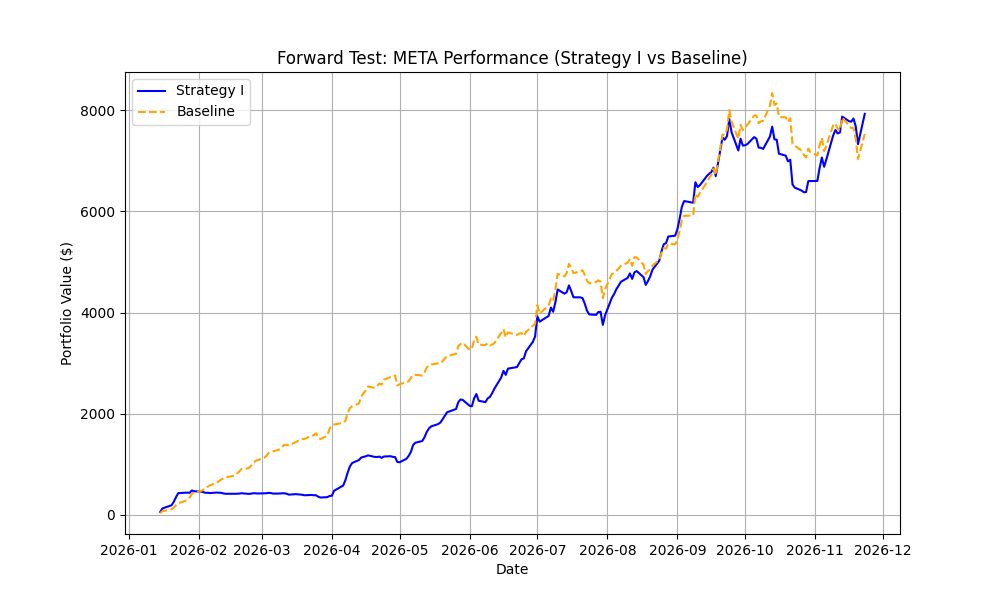 Forward Test: META Performance (Strategy I vs Baseline)
Strategy I
Baseline
Portfolio Value ($)
8000
6000
4000
2000
0
2026-01 2026-02 2026-03 2026-04 2026-05 2026-06 2026-07 2026-08 2026-09 2026-10 2026-11 2026-12
Date